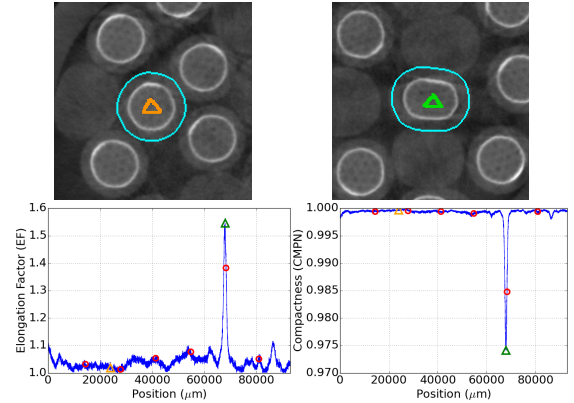 1.6
1.5
1.4
1.3
1.2
1.1
1.0
Elongation Factor (EF)
0 20000 40000 60000 80000
Position (μm)
1.000
0.995
0.990
0.985
0.980
0.975
0.970
Compactness (CMPN)
0 20000 40000 60000 80000
Position (μm)